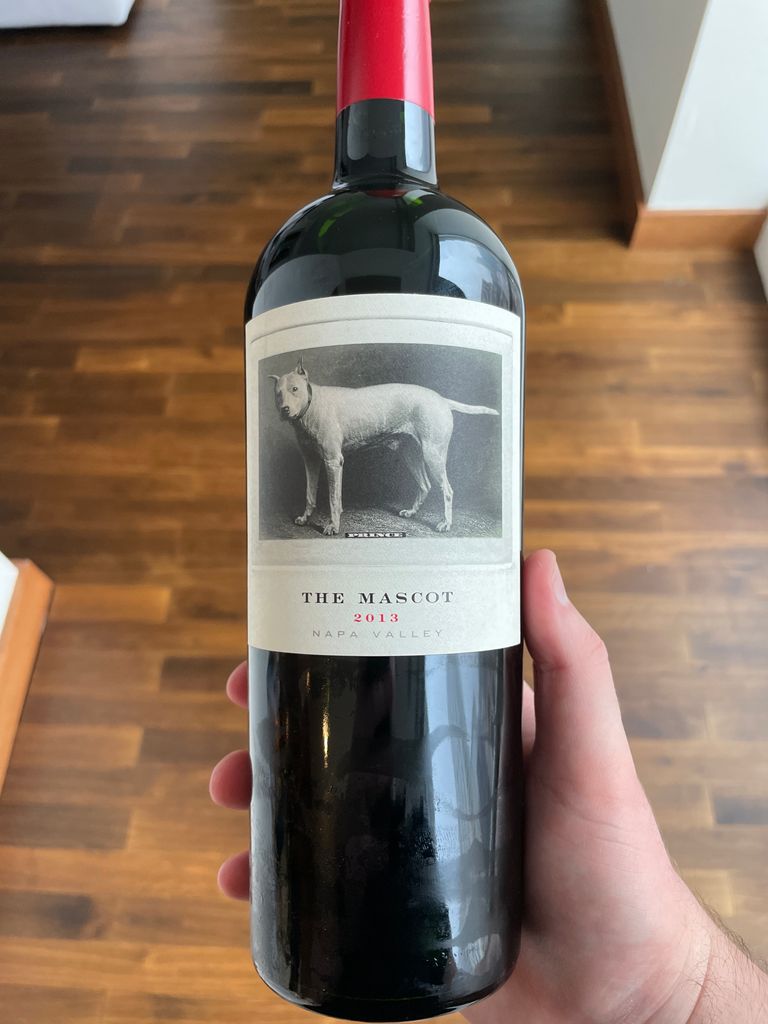 PRINCE
THE MASCOT
2013
NAPA VALLEY